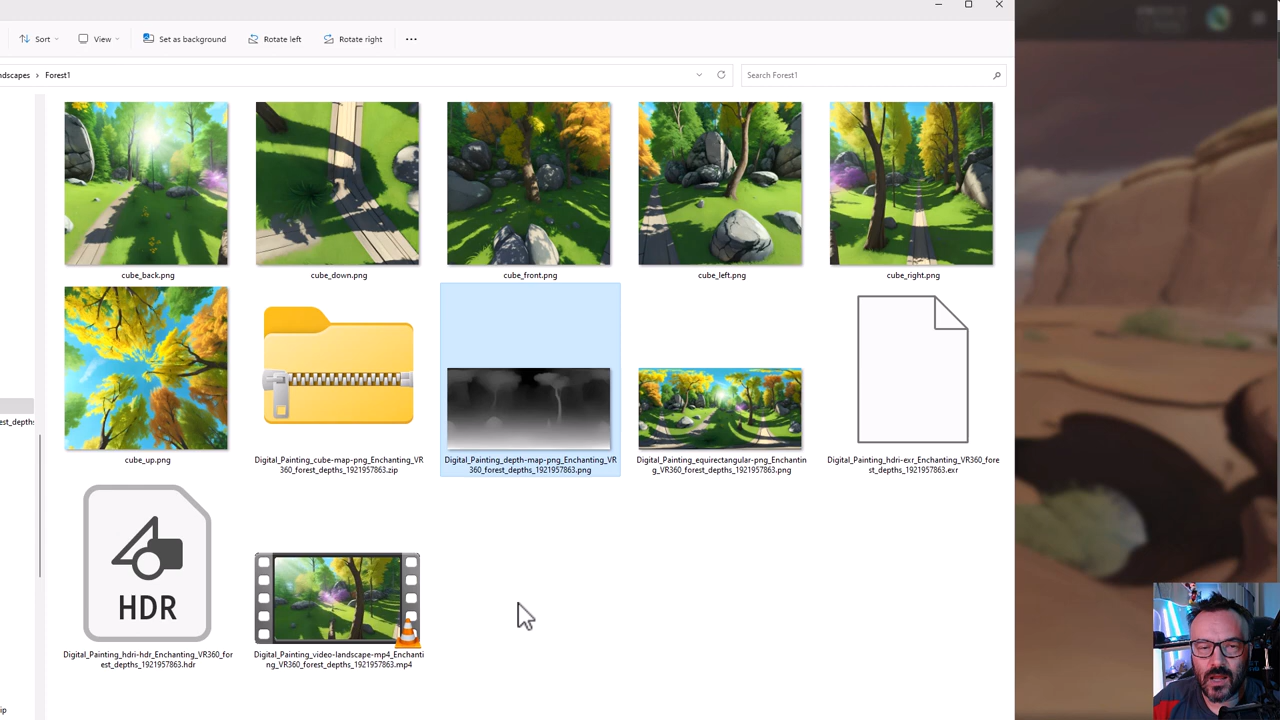 Sort
View
Set as background
Rotate left
Rotate right
ndscapes
Forest1
Search Forest1
cube_back.png
cube_down.png
cube_front.png
cube_left.png
cube_right.png
cube_up.png
Digital_Painting_cube-map-png_Enchanting_VR
360_forest_depths_1921957863.zip
Digital_Painting_depth-map-png_Enchanting_VR
360_forest_depths_1921957863.png
Digital_Painting_equirectangular-png_Enchantin
g_VR360_forest_depths_1921957863.png
Digital_Painting_hdri-exr_Enchanting_VR360_fore
st_depths_1921957863.exr
est_depths
HDR
Digital_Painting_hdri-hdr_Enchanting_VR360_for
est_depths_1921957863.hdr
Digital_Painting_video-landscape-mp4_Enchanti
ng_VR360_forest_depths_1921957863.mp4
ip